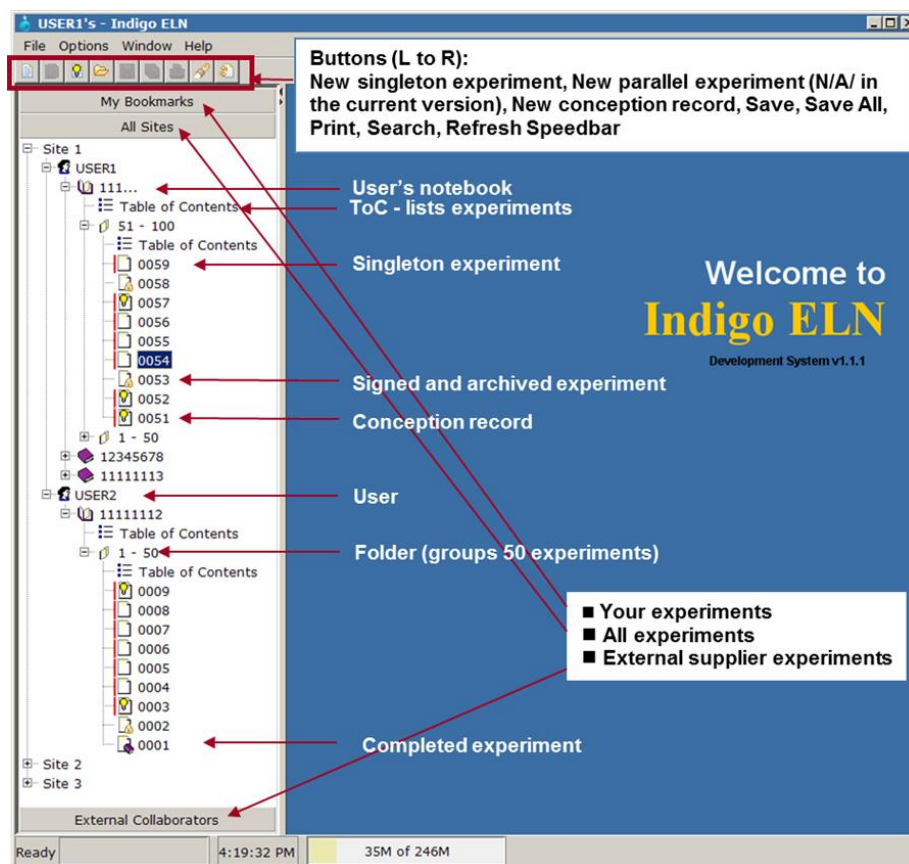 USER1's - Indigo ELN
File Options Window Help
Buttons (L to R):
New singleton experiment, New parallel experiment (N/A/ in
the current version), New conception record, Save, Save All,
Print, Search, Refresh Speedbar
My Bookmarks
All Sites
Site 1
USER1
111... User's notebook
Table of Contents ToC - lists experiments
51 - 100
Table of Contents
0059 Singleton experiment
0058
0057
0056
0055
0054
0053 Signed and archived experiment
0052
0051 Conception record
1 - 50
12345678
11111113
USER2 User
11111112
Table of Contents
1 - 50 Folder (groups 50 experiments)
Table of Contents
0009
0008
0007
0006
0005
0004
0003
0002
0001 Completed experiment
Site 2
Site 3
External Collaborators
Welcome to
Indigo ELN
Development System v1.1.1
■ Your experiments
■ All experiments
■ External supplier experiments
Ready 4:19:32 PM 35M of 246M